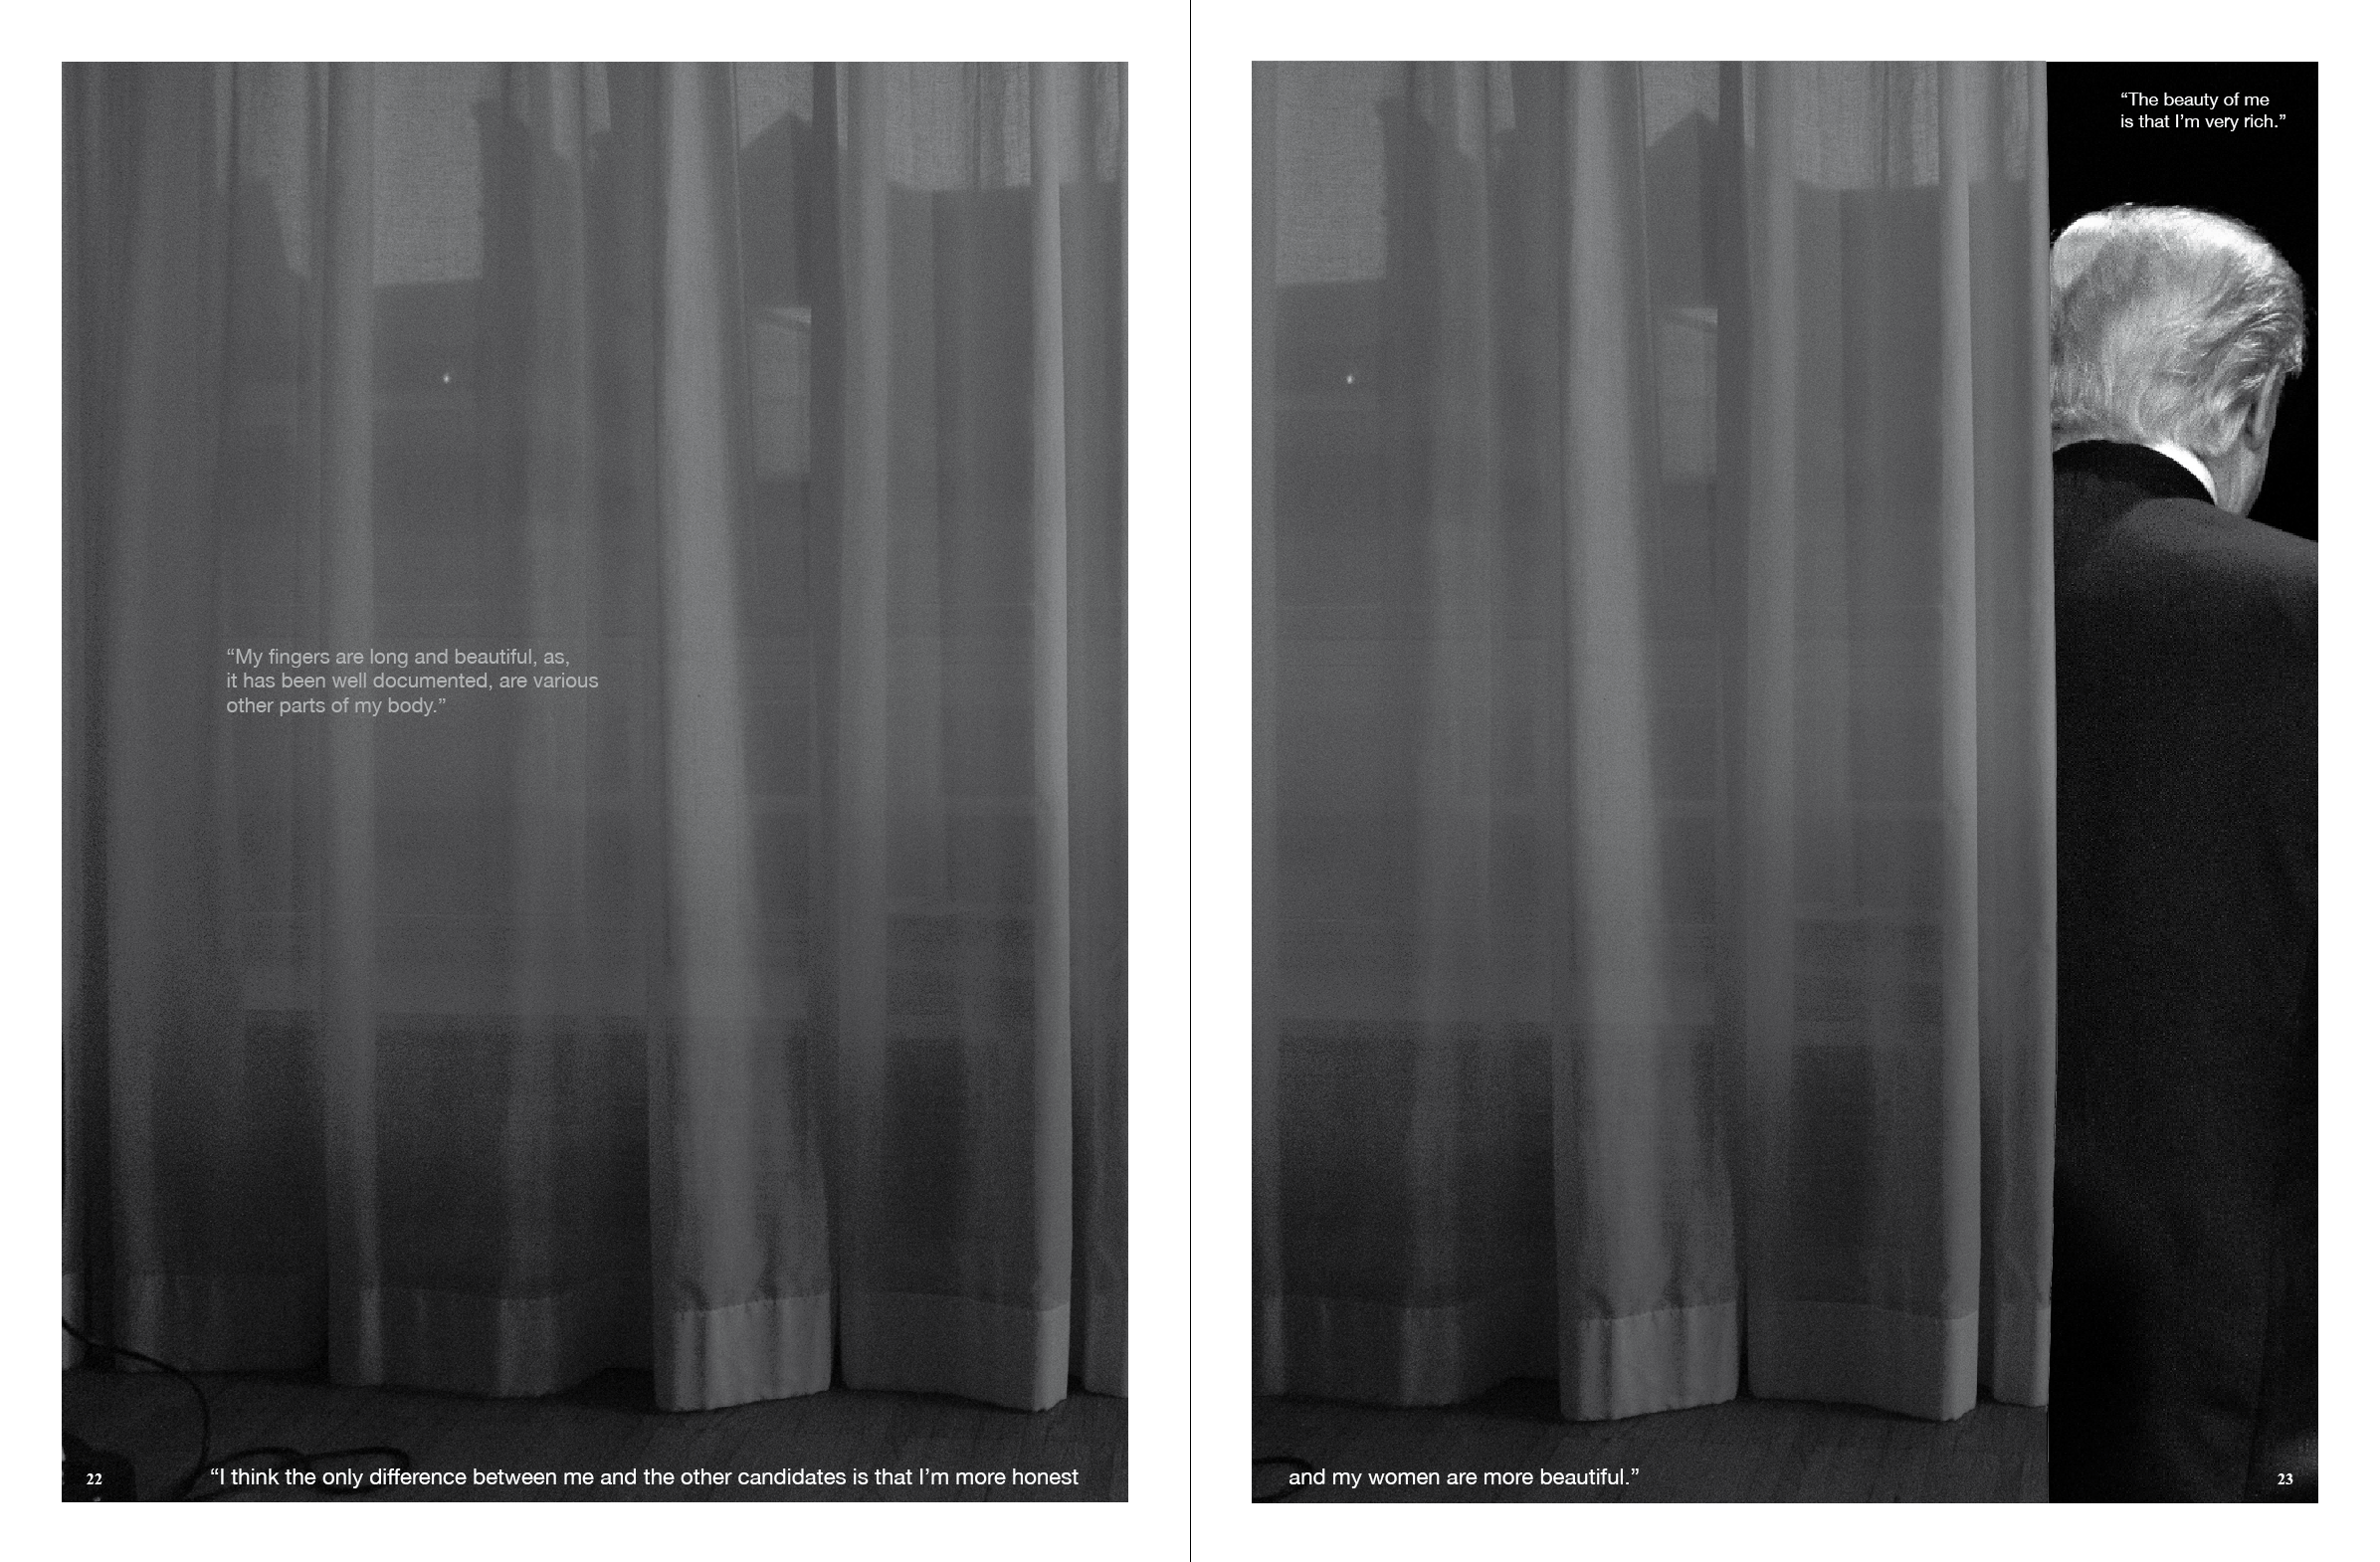 “My fingers are long and beautiful, as,
it has been well documented, are various
other parts of my body.”
22
“I think the only difference between me and the other candidates is that I’m more honest
“The beauty of me
is that I’m very rich.”
and my women are more beautiful.”
23